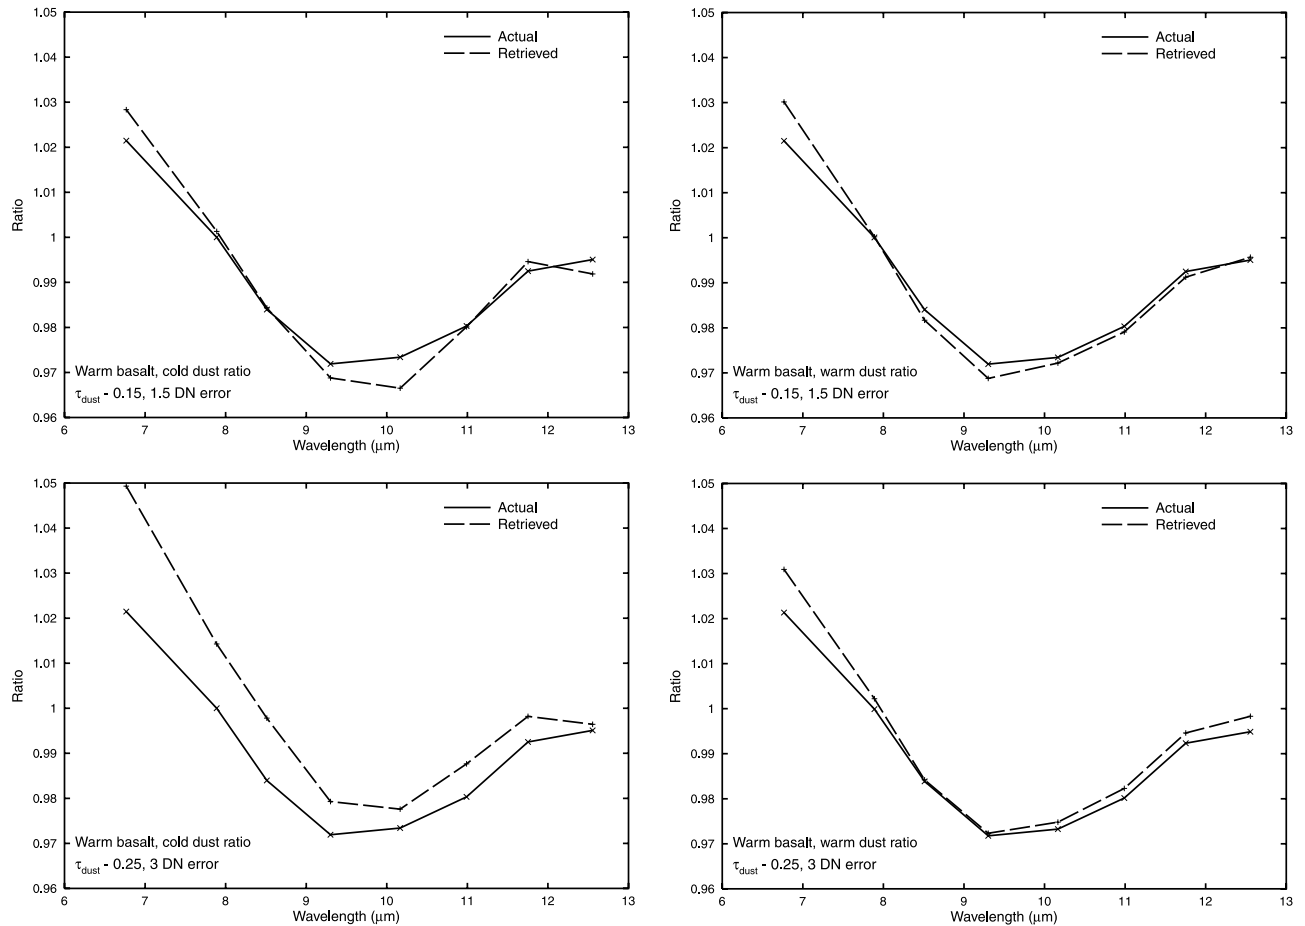 1.05
1.04
1.03
1.02
1.01
1
0.99
0.98
0.97
0.96
Ratio
Actual
Retrieved
Warm basalt, cold dust ratio
τdust - 0.15, 1.5 DN error
6 7 8 9 10 11 12 13
Wavelength (μm)
1.05
1.04
1.03
1.02
1.01
1
0.99
0.98
0.97
0.96
Ratio
Actual
Retrieved
Warm basalt, warm dust ratio
τdust - 0.15, 1.5 DN error
6 7 8 9 10 11 12 13
Wavelength (μm)
1.05
1.04
1.03
1.02
1.01
1
0.99
0.98
0.97
0.96
Ratio
Actual
Retrieved
Warm basalt, cold dust ratio
τdust - 0.25, 3 DN error
6 7 8 9 10 11 12 13
Wavelength (μm)
1.05
1.04
1.03
1.02
1.01
1
0.99
0.98
0.97
0.96
Ratio
Actual
Retrieved
Warm basalt, warm dust ratio
τdust - 0.25, 3 DN error
6 7 8 9 10 11 12 13
Wavelength (μm)